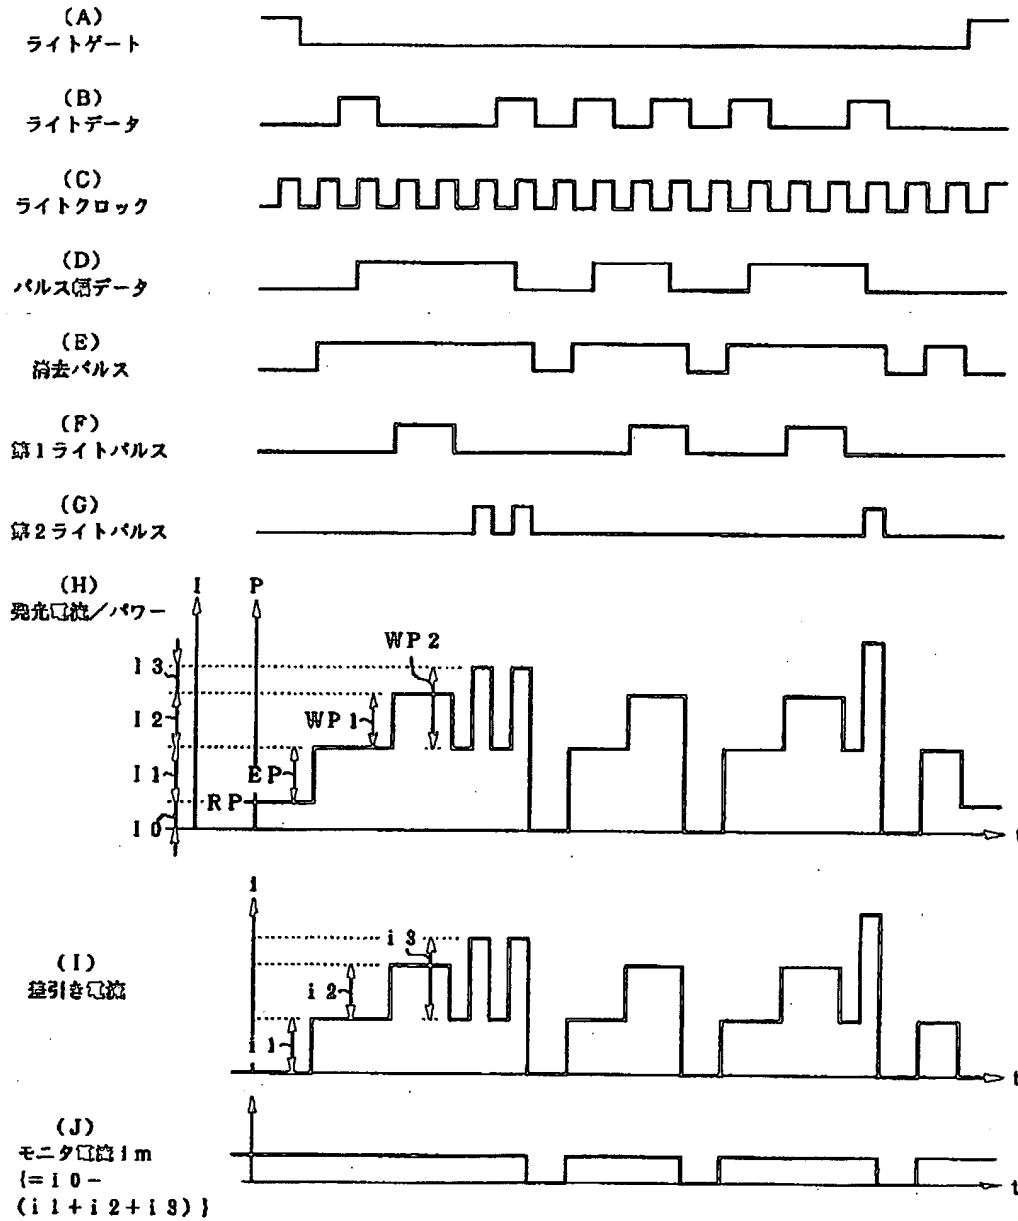 (A)
ライトゲート
(B)
ライトデータ
(C)
ライトクロック
(D)
パルス幅データ
(E)
消去パルス
(F)
第1ライトパルス
(G)
第2ライトパルス
(H)
発光電流/パワー
I
P
I3
I2
I1
I0
WP2
WP1
EP
RP
t
(I)
差引き電流
i
i3
i2
i1
t
(J)
モニタ電流im
{=i0-
(i1+i2+i3)}
t